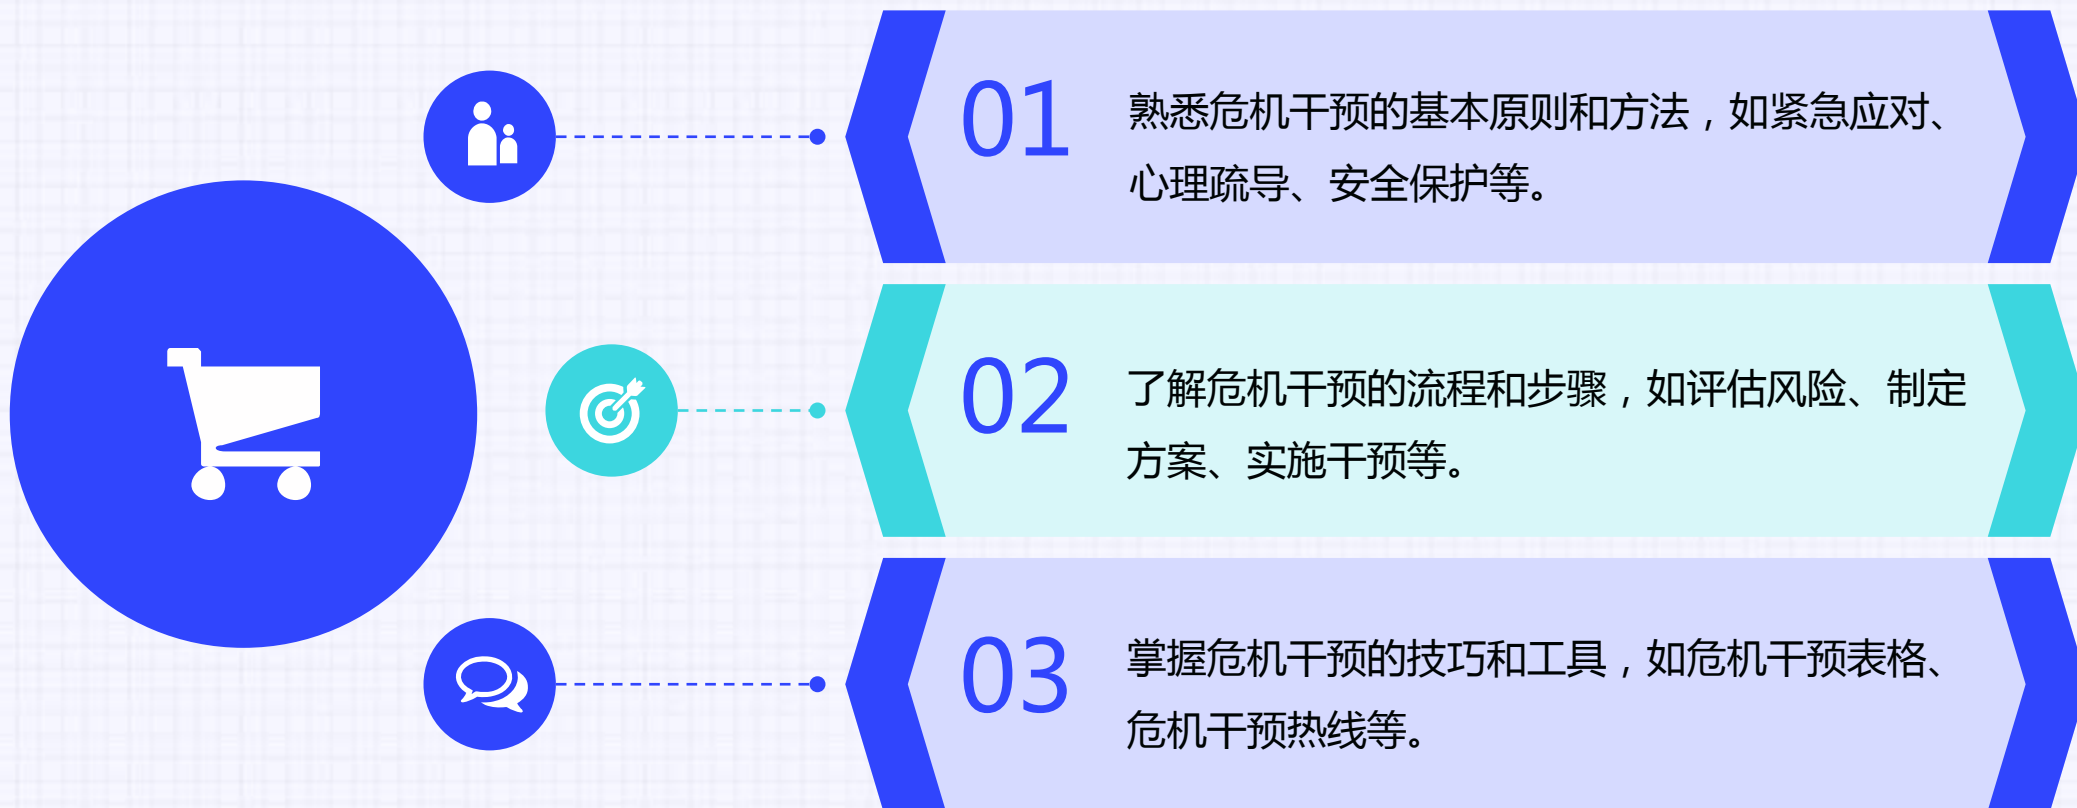 01
熟悉危机干预的基本原则和方法，如紧急应对、
心理疏导、安全保护等。
02
了解危机干预的流程和步骤，如评估风险、制定
方案、实施干预等。
03
掌握危机干预的技巧和工具，如危机干预表格、
危机干预热线等。